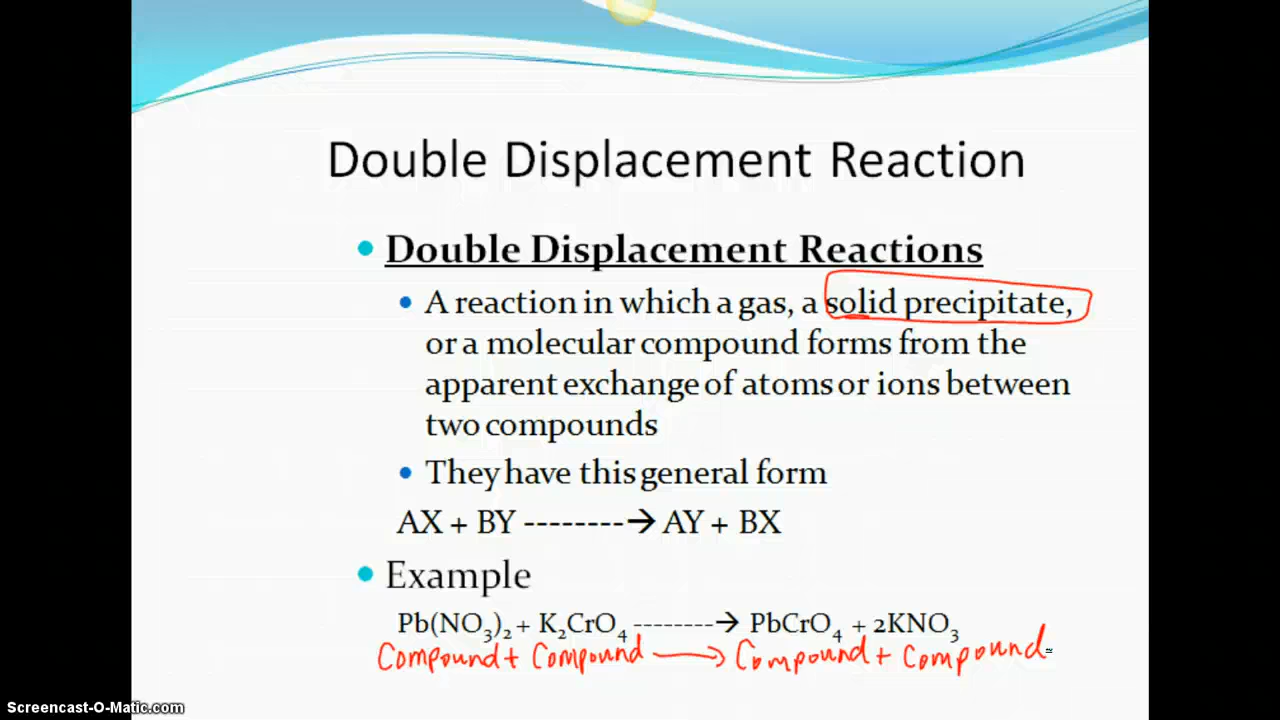 Double Displacement Reaction
Double Displacement Reactions
A reaction in which a gas, a solid precipitate,
or a molecular compound forms from the
apparent exchange of atoms or ions between
two compounds
They have this general form
AX + BY --------→ AY + BX
Example
Pb(NO₃)₂ + K₂CrO₄ --------→ PbCrO₄ + 2KNO₃
Compound + Compound ⟶ Compound + Compound
Screencast-O-Matic.com